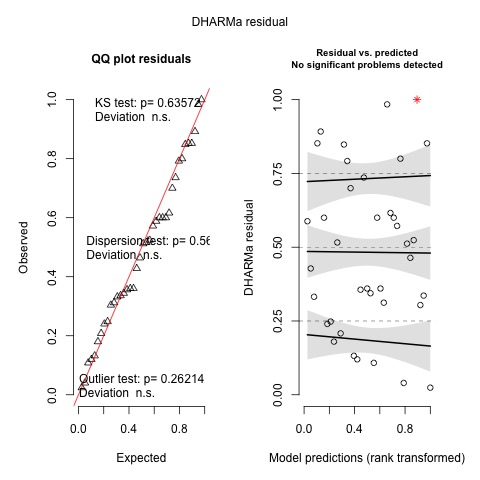 DHARMa residual
QQ plot residuals
KS test: p= 0.63572
Deviation n.s.
Dispersion test: p= 0.56
Deviation n.s.
Outlier test: p= 0.26214
Deviation n.s.
Observed
0.0 0.2 0.4 0.6 0.8 1.0
0.0 0.4 0.8
Expected
Residual vs. predicted
No significant problems detected
DHARMa residual
0.00 0.25 0.50 0.75 1.00
0.0 0.4 0.8
Model predictions (rank transformed)